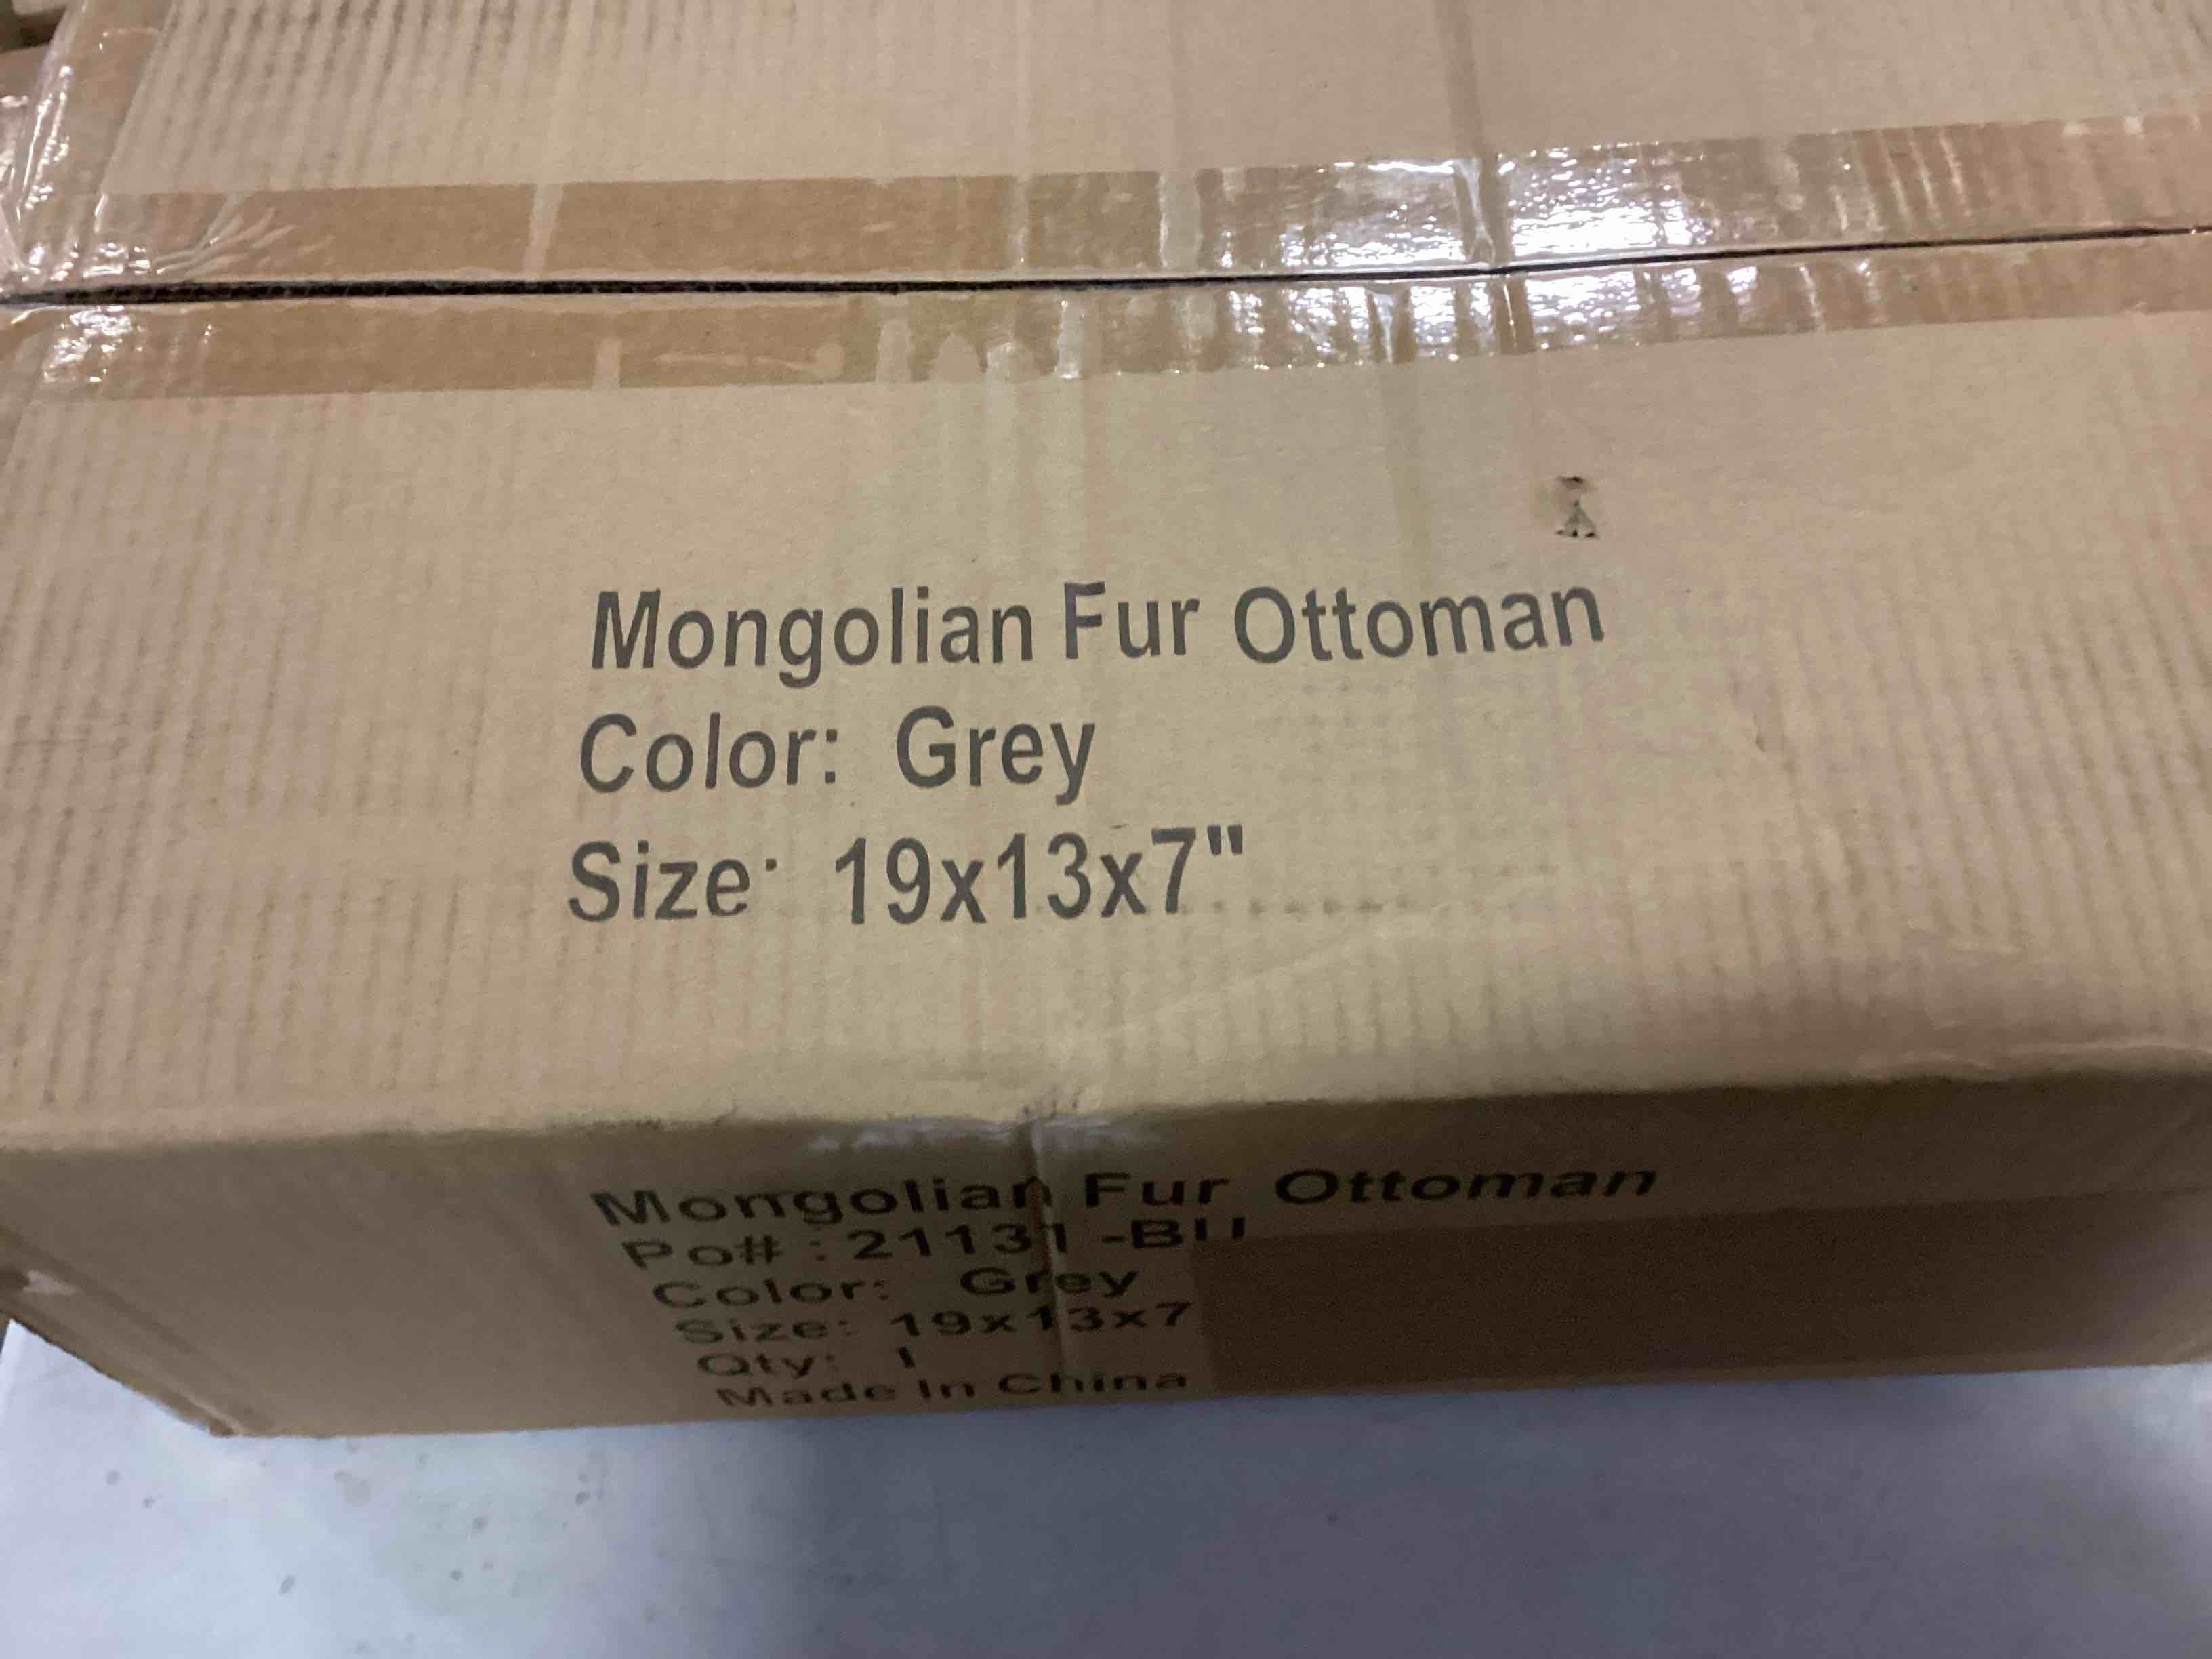 Mongolian Fur Ottoman
Color: Grey
Size: 19x13x7"
Mongolian Fur Ottoman
Po#: 21131
Color: Grey
Size: 19x13x7
Qty: 1
Made In China